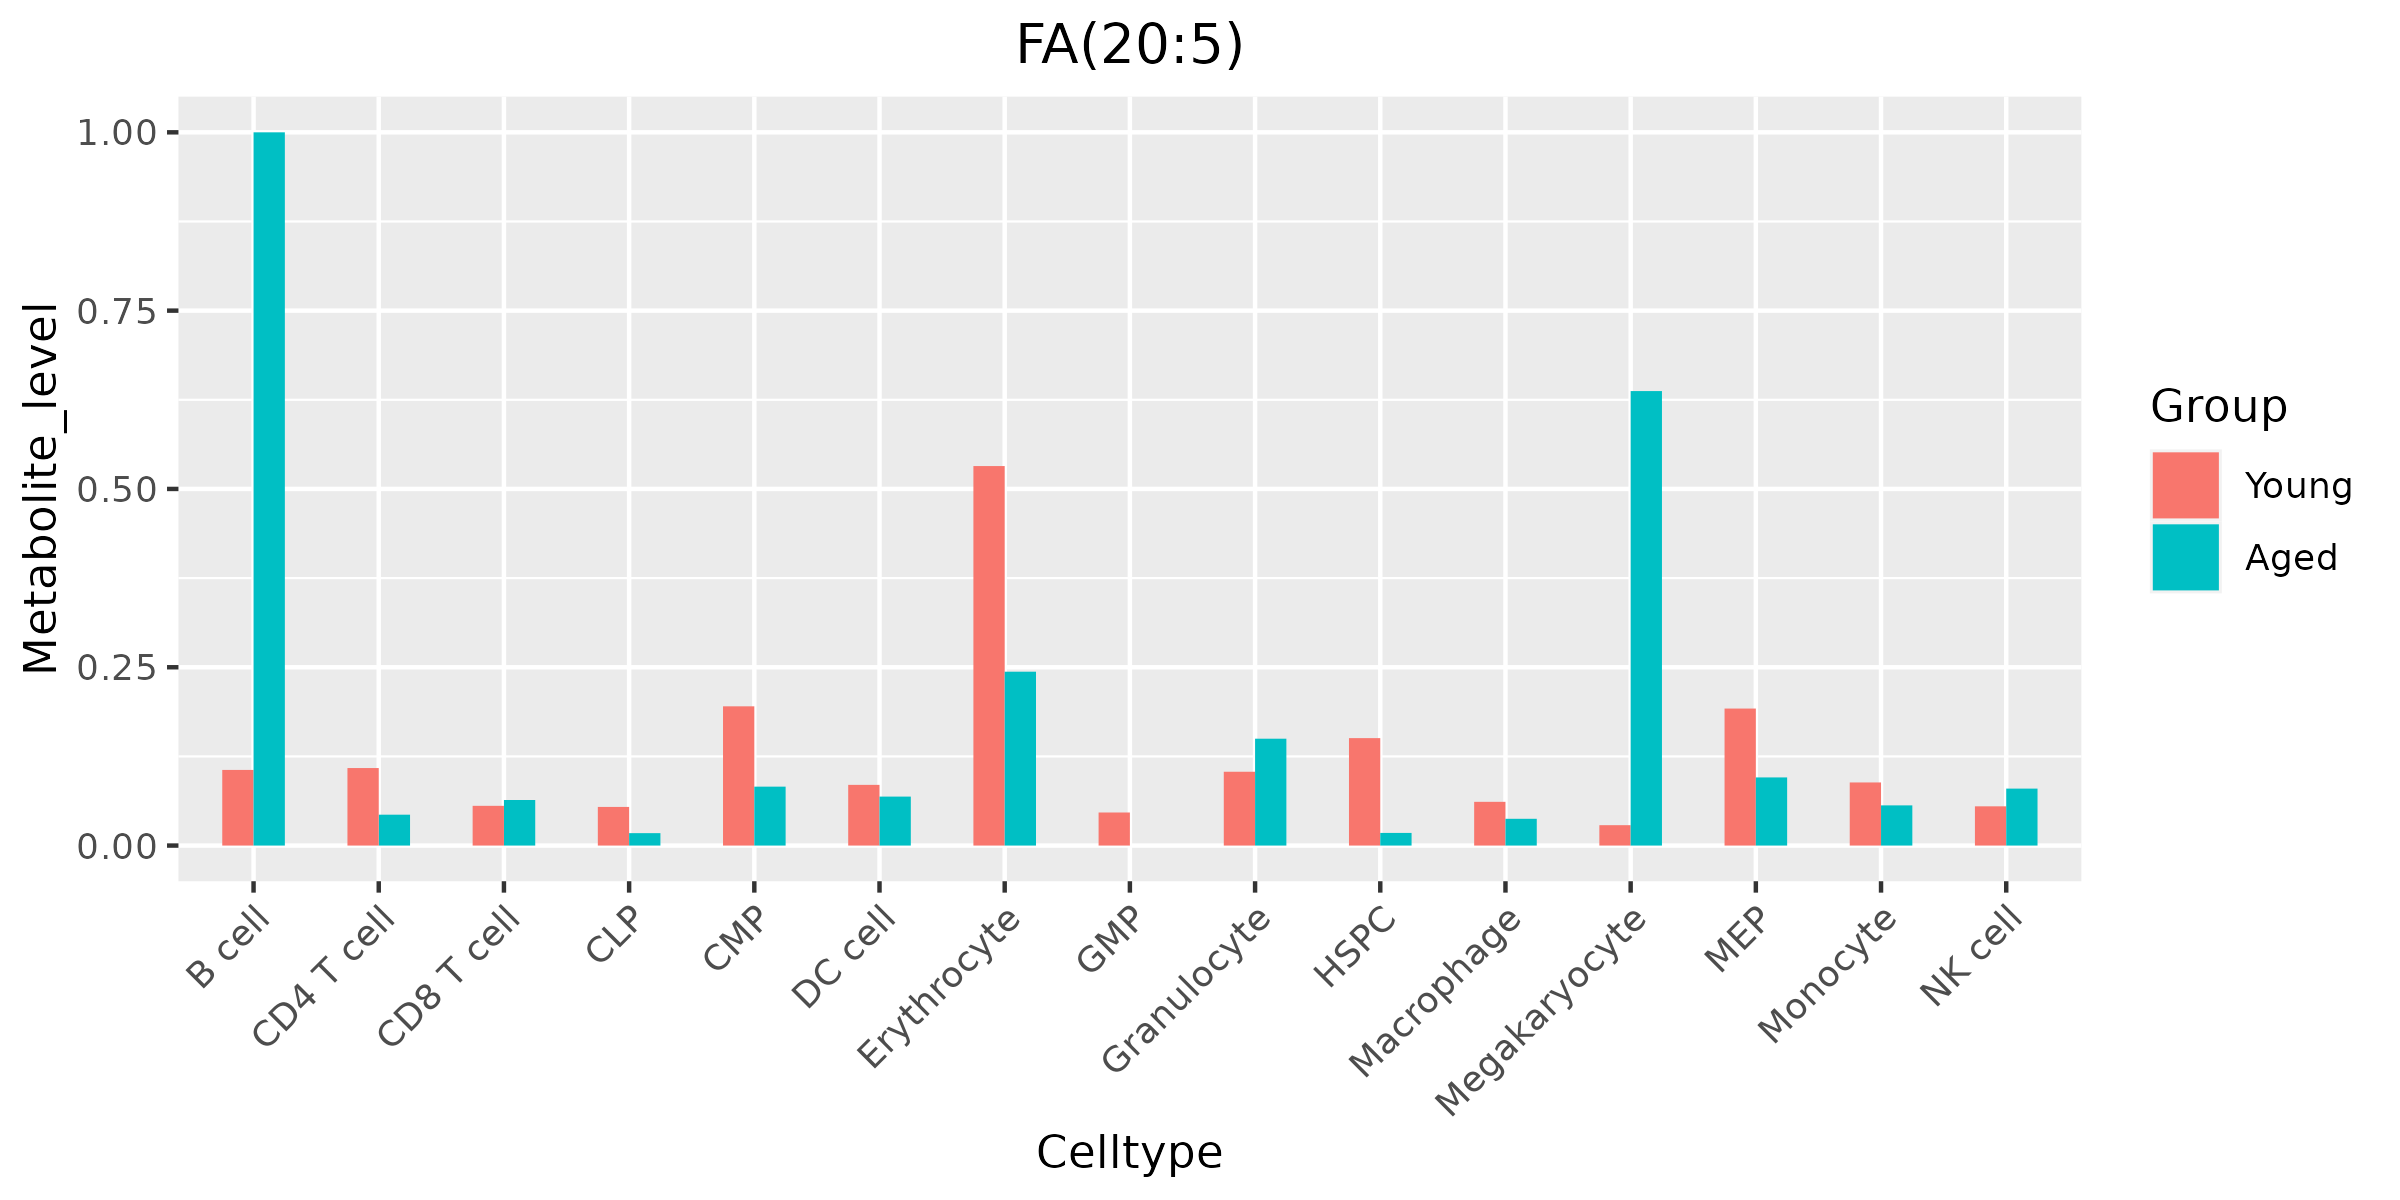 FA(20:5)
1.00
0.75
0.50
0.25
0.00
Metabolite_level
B cell
CD4 T cell
CD8 T cell
CLP
CMP
DC cell
Erythrocyte
GMP
Granulocyte
HSPC
Macrophage
Megakaryocyte
MEP
Monocyte
NK cell
Celltype
Group
Young
Aged